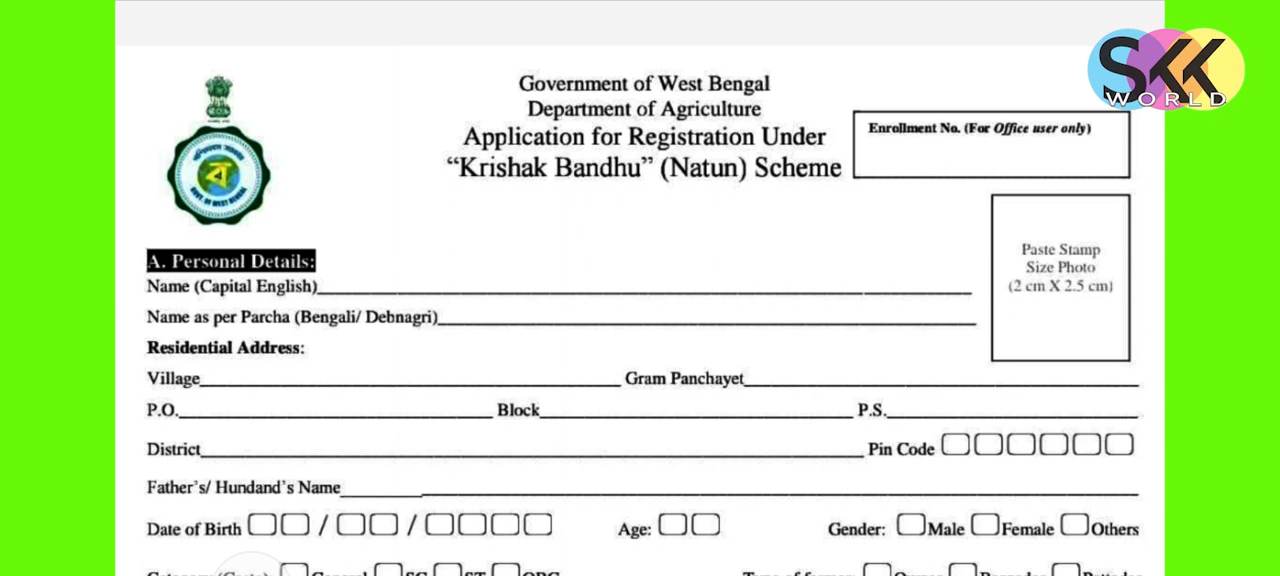 SKK
WORLD
Government of West Bengal
Department of Agriculture
Application for Registration Under
“Krishak Bandhu” (Natun) Scheme
Enrollment No. (For Office user only)
Paste Stamp
Size Photo
(2 cm X 2.5 cm)
A. Personal Details:
Name (Capital English)
Name as per Parcha (Bengali/ Debnagri)
Residential Address:
Village Gram Panchayet
P.O. Block P.S.
District Pin Code
Father’s/ Hundand’s Name
Date of Birth / / Age: Gender: Male Female Others